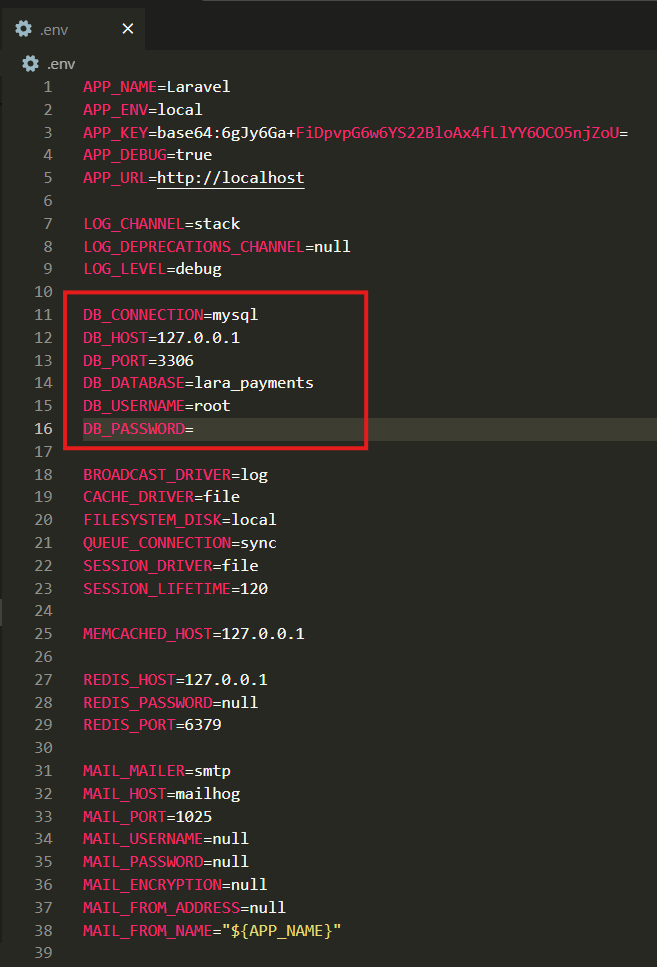 .env
.env
1 APP_NAME=Laravel
2 APP_ENV=local
3 APP_KEY=base64:6gJy6Ga+FiDpvpG6w6YS22BloAx4fLlYY6OCO5njZoU=
4 APP_DEBUG=true
5 APP_URL=http://localhost
6
7 LOG_CHANNEL=stack
8 LOG_DEPRECATIONS_CHANNEL=null
9 LOG_LEVEL=debug
10
11 DB_CONNECTION=mysql
12 DB_HOST=127.0.0.1
13 DB_PORT=3306
14 DB_DATABASE=lara_payments
15 DB_USERNAME=root
16 DB_PASSWORD=
17
18 BROADCAST_DRIVER=log
19 CACHE_DRIVER=file
20 FILESYSTEM_DISK=local
21 QUEUE_CONNECTION=sync
22 SESSION_DRIVER=file
23 SESSION_LIFETIME=120
24
25 MEMCACHED_HOST=127.0.0.1
26
27 REDIS_HOST=127.0.0.1
28 REDIS_PASSWORD=null
29 REDIS_PORT=6379
30
31 MAIL_MAILER=smtp
32 MAIL_HOST=mailhog
33 MAIL_PORT=1025
34 MAIL_USERNAME=null
35 MAIL_PASSWORD=null
36 MAIL_ENCRYPTION=null
37 MAIL_FROM_ADDRESS=null
38 MAIL_FROM_NAME="${APP_NAME}"
39